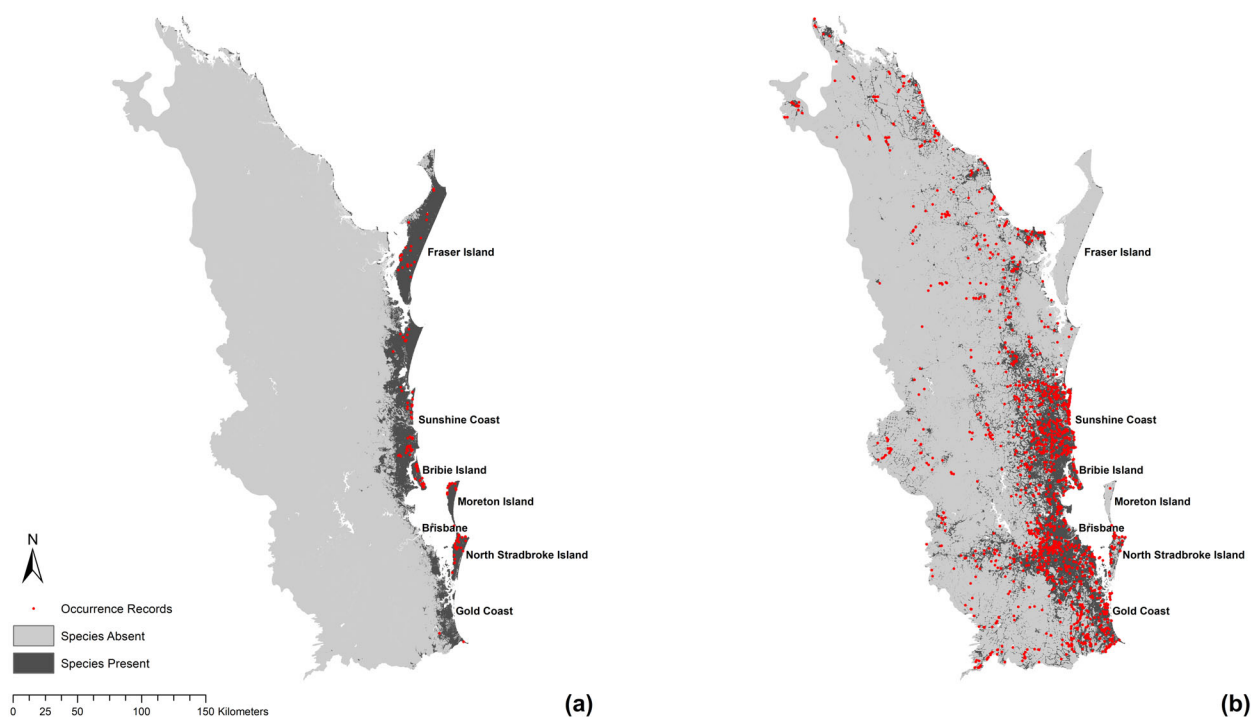 Fraser Island
Sunshine Coast
Bribie Island
Moreton Island
Brisbane
North Stradbroke Island
Gold Coast
N
Occurrence Records
Species Absent
Species Present
0 25 50 100 150 Kilometers
(a)
Fraser Island
Sunshine Coast
Bribie Island
Moreton Island
Brisbane
North Stradbroke Island
Gold Coast
(b)